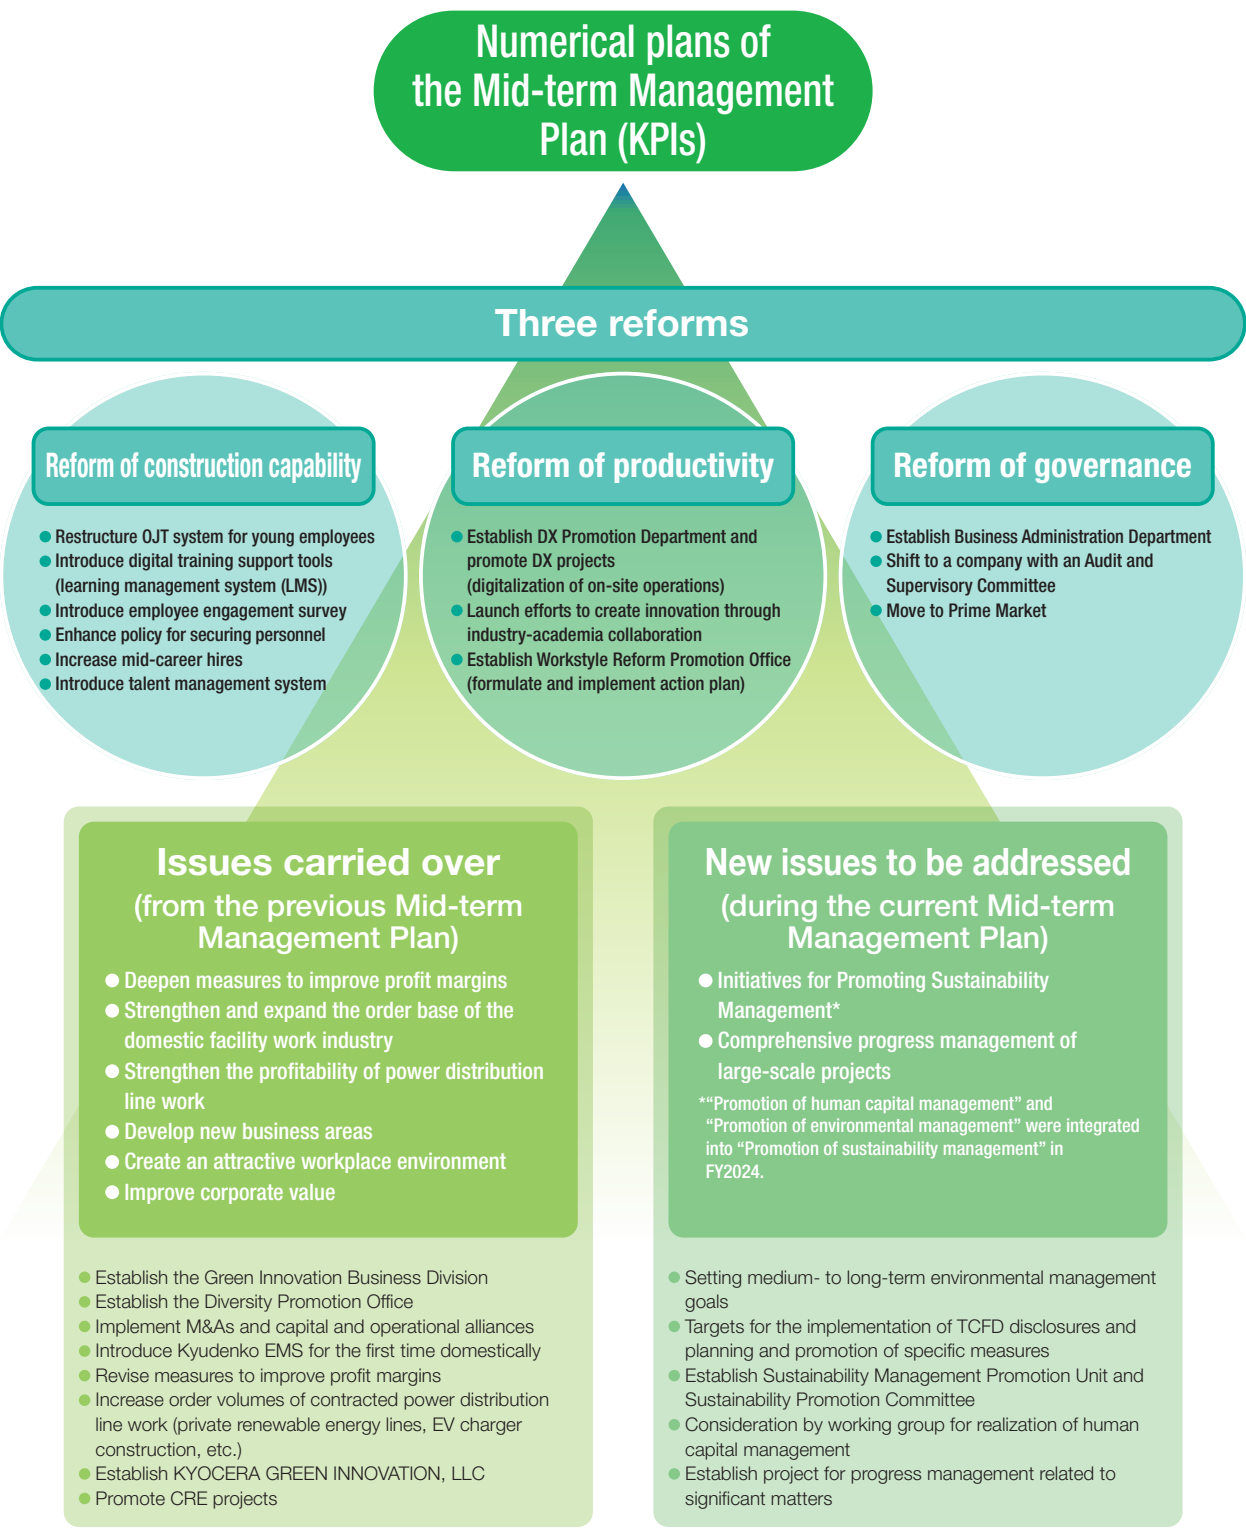 Numerical plans of
the Mid-term Management
Plan (KPIs)
Three reforms
Reform of construction capability
● Restructure OJT system for young employees
● Introduce digital training support tools
(learning management system (LMS))
● Introduce employee engagement survey
● Enhance policy for securing personnel
● Increase mid-career hires
● Introduce talent management system
Reform of productivity
● Establish DX Promotion Department and
promote DX projects
(digitalization of on-site operations)
● Launch efforts to create innovation through
industry-academia collaboration
● Establish Workstyle Reform Promotion Office
(formulate and implement action plan)
Reform of governance
● Establish Business Administration Department
● Shift to a company with an Audit and
Supervisory Committee
● Move to Prime Market
Issues carried over
(from the previous Mid-term
Management Plan)
● Deepen measures to improve profit margins
● Strengthen and expand the order base of the
domestic facility work industry
● Strengthen the profitability of power distribution
line work
● Develop new business areas
● Create an attractive workplace environment
● Improve corporate value
● Establish the Green Innovation Business Division
● Establish the Diversity Promotion Office
● Implement M&As and capital and operational alliances
● Introduce Kyudenko EMS for the first time domestically
● Revise measures to improve profit margins
● Increase order volumes of contracted power distribution
line work (private renewable energy lines, EV charger
construction, etc.)
● Establish KYOCERA GREEN INNOVATION, LLC
● Promote CRE projects
New issues to be addressed
(during the current Mid-term
Management Plan)
● Initiatives for Promoting Sustainability
Management*
● Comprehensive progress management of
large-scale projects
*“Promotion of human capital management” and
“Promotion of environmental management” were integrated
into “Promotion of sustainability management” in
FY2024.
● Setting medium- to long-term environmental management
goals
● Targets for the implementation of TCFD disclosures and
planning and promotion of specific measures
● Establish Sustainability Management Promotion Unit and
Sustainability Promotion Committee
● Consideration by working group for realization of human
capital management
● Establish project for progress management related to
significant matters